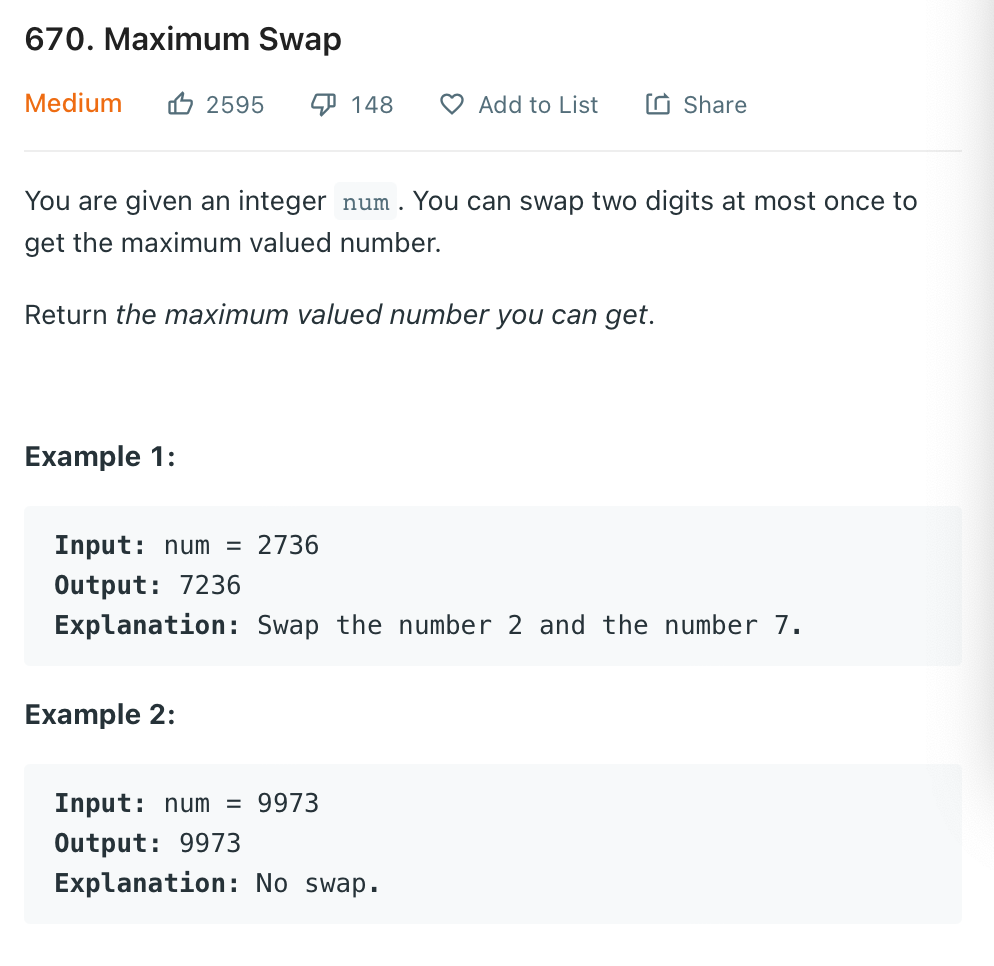 670. Maximum Swap
Medium 2595 148 Add to List Share
You are given an integer num. You can swap two digits at most once to
get the maximum valued number.
Return the maximum valued number you can get.
Example 1:
Input: num = 2736
Output: 7236
Explanation: Swap the number 2 and the number 7.
Example 2:
Input: num = 9973
Output: 9973
Explanation: No swap.